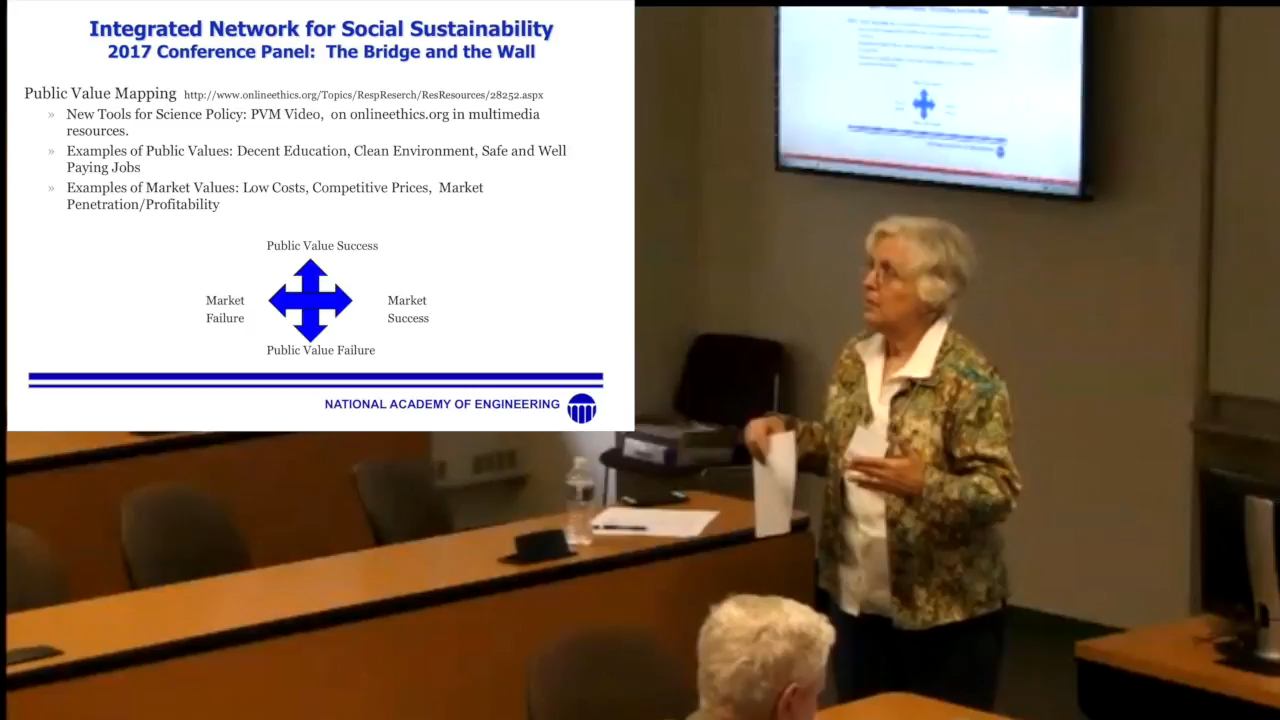 Integrated Network for Social Sustainability
2017 Conference Panel: The Bridge and the Wall
Public Value Mapping http://www.onlineethics.org/Topics/RespReserch/ResResources/28252.aspx
» New Tools for Science Policy: PVM Video, on onlineethics.org in multimedia
resources.
» Examples of Public Values: Decent Education, Clean Environment, Safe and Well
Paying Jobs
» Examples of Market Values: Low Costs, Competitive Prices, Market
Penetration/Profitability
Public Value Success
Market
Failure
Market
Success
Public Value Failure
NATIONAL ACADEMY OF ENGINEERING